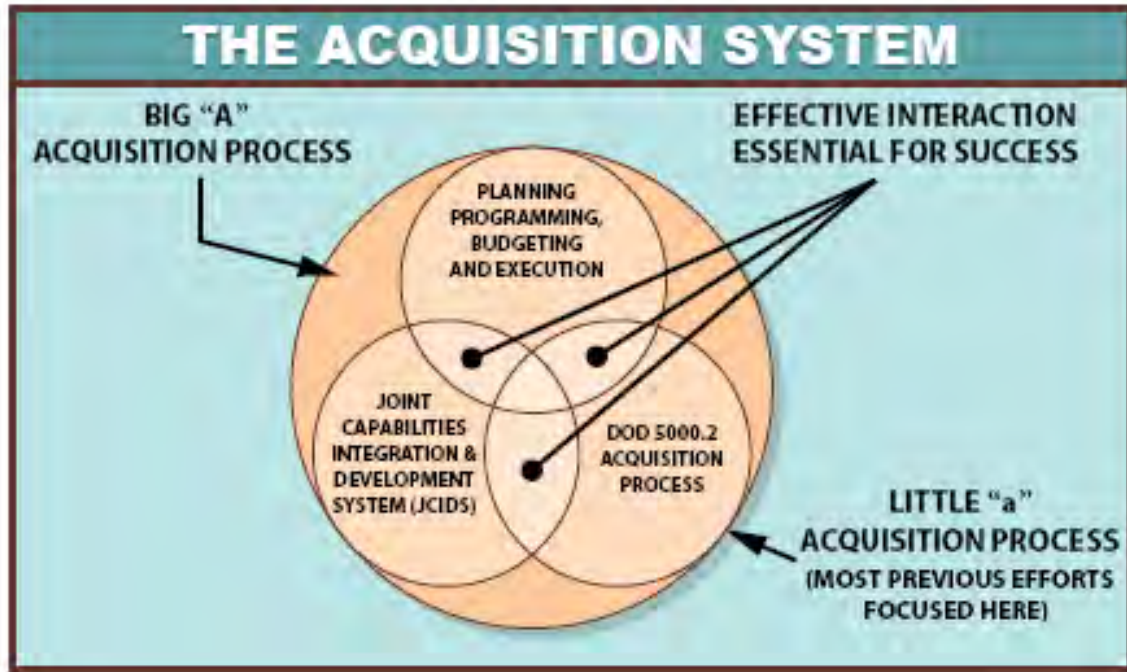 THE ACQUISITION SYSTEM
BIG “A”
ACQUISITION PROCESS
EFFECTIVE INTERACTION
ESSENTIAL FOR SUCCESS
PLANNING
PROGRAMMING,
BUDGETING
AND EXECUTION
JOINT
CAPABILITIES
INTEGRATION &
DEVELOPMENT
SYSTEM (JCIDS)
DOD 5000.2
ACQUISITION
PROCESS
LITTLE “a”
ACQUISITION PROCESS
(MOST PREVIOUS EFFORTS
FOCUSED HERE)